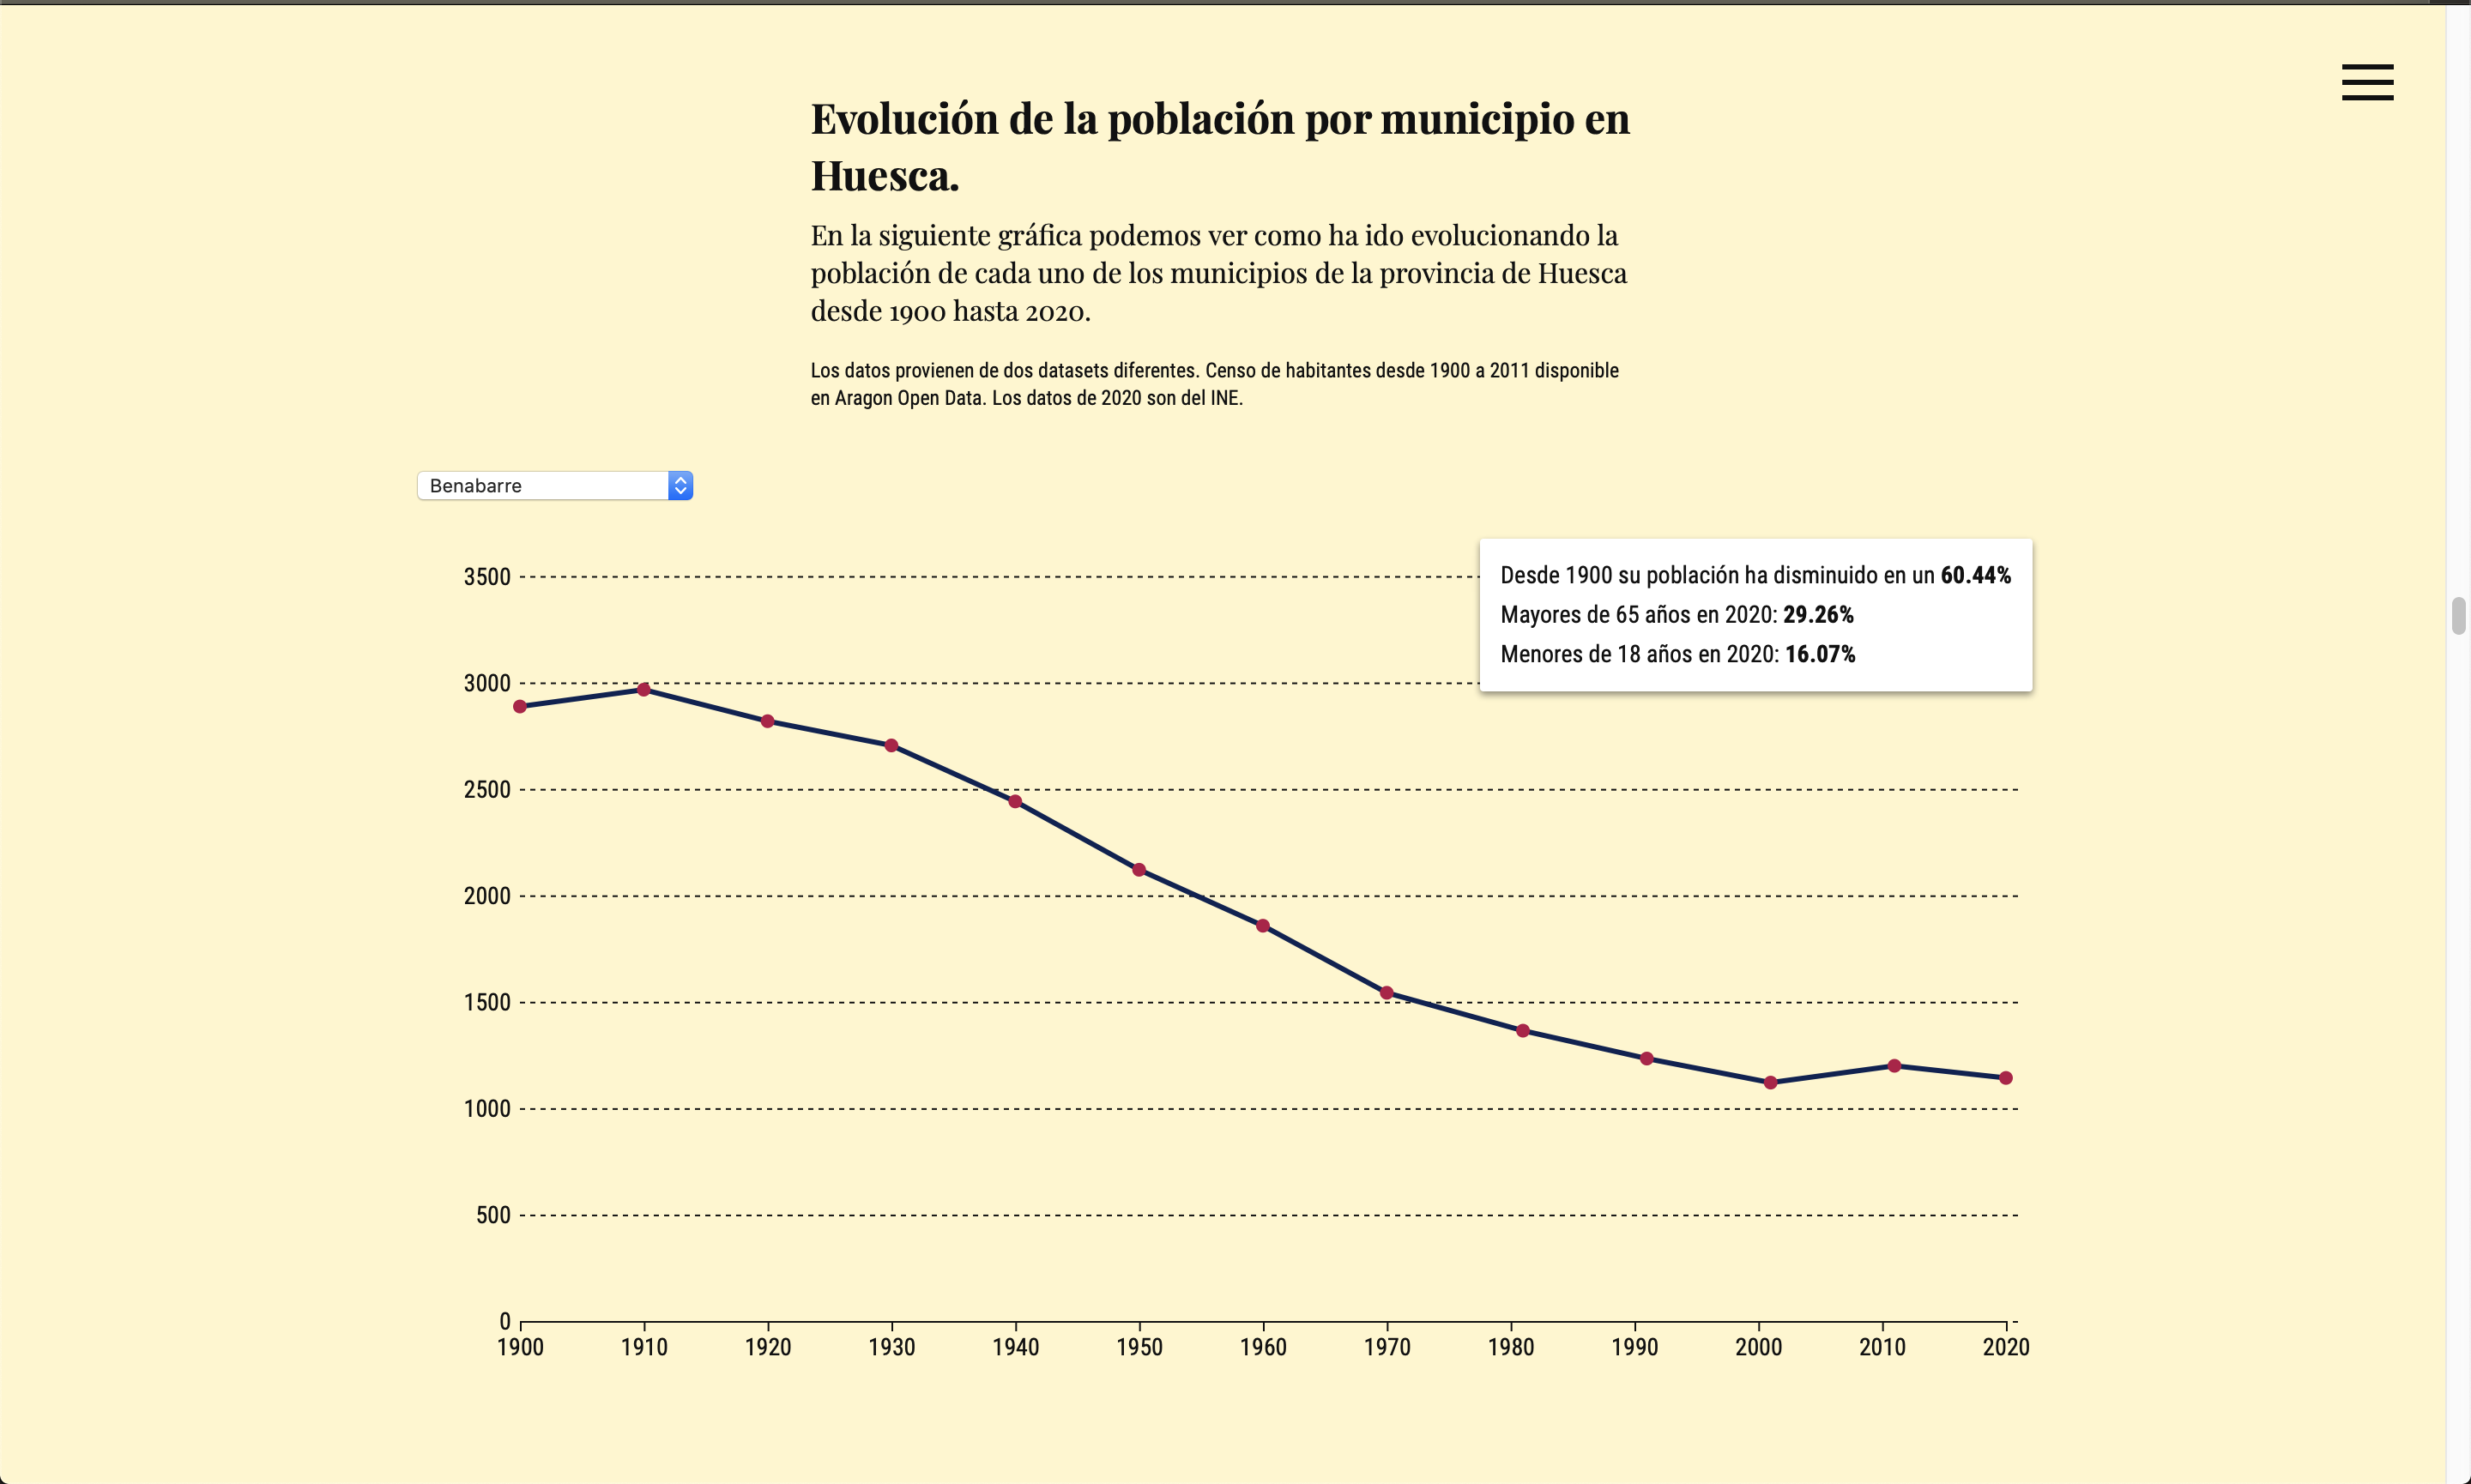 Evolución de la población por municipio en
Huesca.
En la siguiente gráfica podemos ver como ha ido evolucionando la
población de cada uno de los municipios de la provincia de Huesca
desde 1900 hasta 2020.
Los datos provienen de dos datasets diferentes. Censo de habitantes desde 1900 a 2011 disponible
en Aragon Open Data. Los datos de 2020 son del INE.
Benabarre
Desde 1900 su población ha disminuido en un 60.44%
Mayores de 65 años en 2020: 29.26%
Menores de 18 años en 2020: 16.07%
3500
3000
2500
2000
1500
1000
500
0
1900 1910 1920 1930 1940 1950 1960 1970 1980 1990 2000 2010 2020